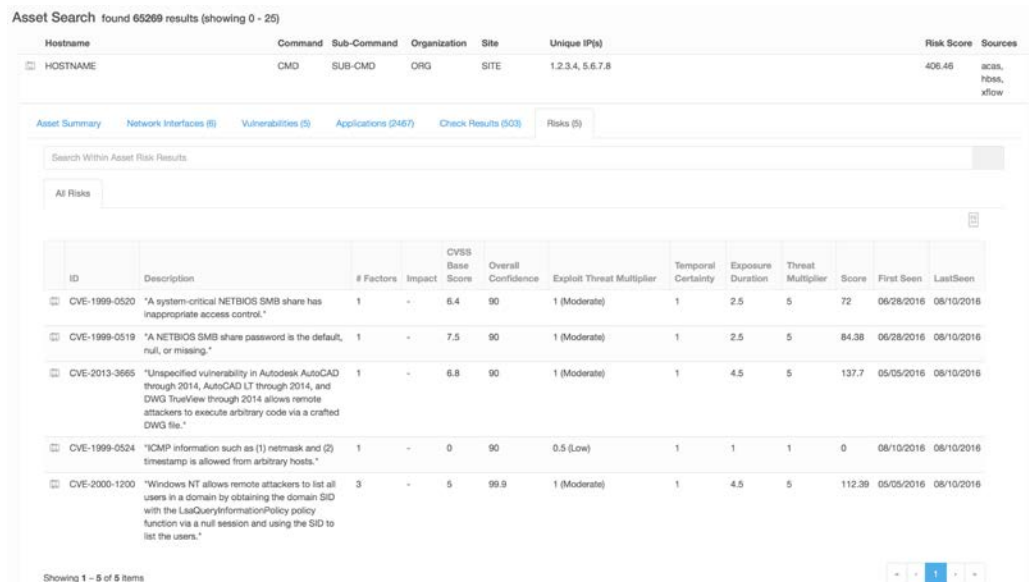 Asset Search found 65269 results (showing 0 - 25)
Hostname Command Sub-Command Organization Site Unique IP(s) Risk Score Sources
HOSTNAME CMD SUB-CMD ORG SITE 1.2.3.4, 5.6.7.8 406.46 acas,
hbss,
xflow
Asset Summary Network Interfaces (6) Vulnerabilities (5) Applications (2467) Check Results (503) Risks (5)
Search Within Asset Risk Results
All Risks
CVSS
Base Overall Temporal Exposure Threat
ID Description # Factors Impact Score Confidence Exploit Threat Multiplier Certainty Duration Multiplier Score First Seen LastSeen
CVE-1999-0520 "A system-critical NETBIOS SMB share has 1 - 6.4 90 1 (Moderate) 1 2.5 5 72 06/28/2016 08/10/2016
inappropriate access control."
CVE-1999-0519 "A NETBIOS SMB share password is the default, 1 - 7.5 90 1 (Moderate) 1 2.5 5 84.38 06/28/2016 08/10/2016
null, or missing."
CVE-2013-3665 "Unspecified vulnerability in Autodesk AutoCAD 1 - 6.8 90 1 (Moderate) 1 4.5 5 137.7 05/05/2016 08/10/2016
through 2014, AutoCAD LT through 2014, and
DWG TrueView through 2014 allows remote
attackers to execute arbitrary code via a crafted
DWG file."
CVE-1999-0524 "ICMP information such as (1) netmask and (2) 1 - 0 90 0.5 (Low) 1 1 1 0 08/10/2016 08/10/2016
timestamp is allowed from arbitrary hosts."
CVE-2000-1200 "Windows NT allows remote attackers to list all 3 - 5 99.9 1 (Moderate) 1 4.5 5 112.39 05/05/2016 08/10/2016
users in a domain by obtaining the domain SID
with the LsaQueryInformationPolicy policy
function via a null session and using the SID to
list the users."
Showing 1 – 5 of 5 items « ‹ 1 › »